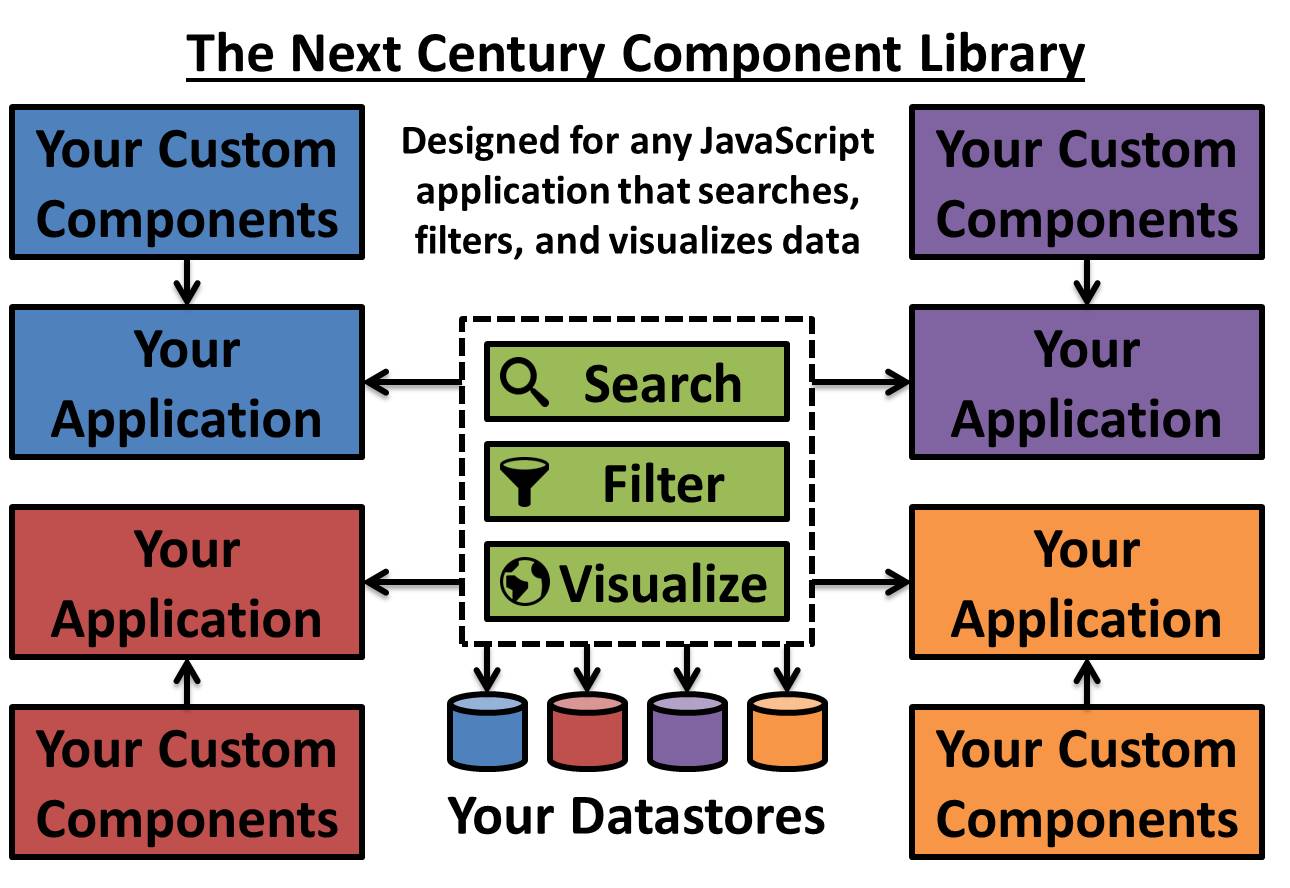 The Next Century Component Library
Your Custom
Components
Designed for any JavaScript
application that searches,
filters, and visualizes data
Your Custom
Components
Your
Application
Search
Filter
Visualize
Your
Application
Your
Application
Your
Application
Your Custom
Components
Your Datastores
Your Custom
Components